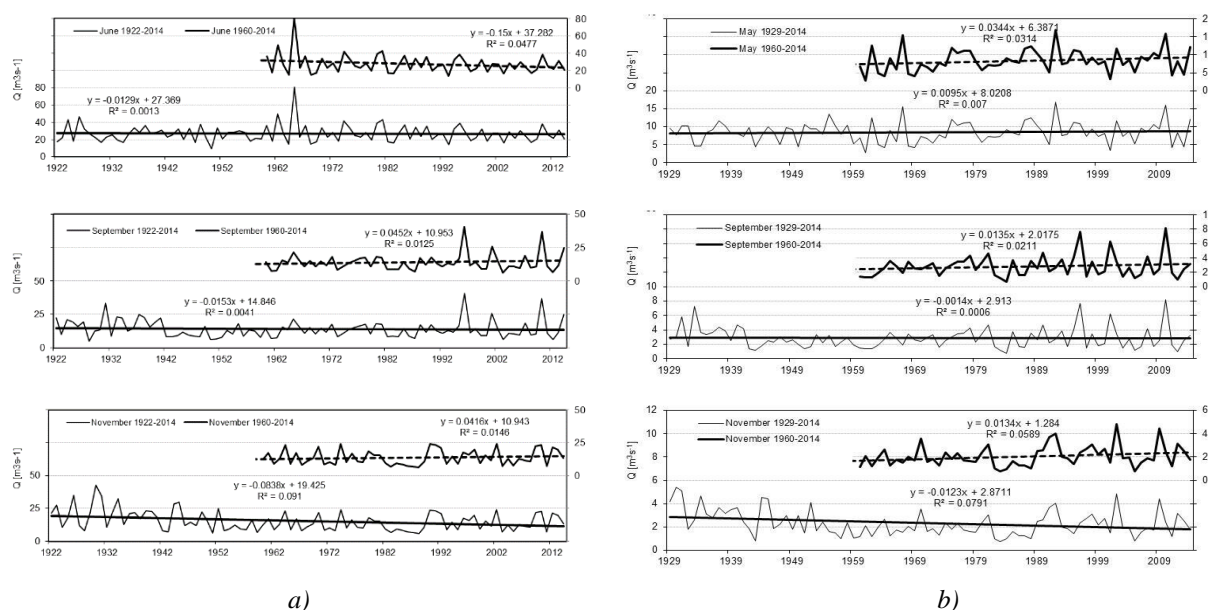 June 1922-2014 June 1960-2014
y = -0.15x + 37.282
R² = 0.0477
80
60
40
20
0
Q [m3s-1]
80
60
40
20
0
y = -0.0129x + 27.369
R² = 0.0013
1922 1932 1942 1952 1962 1972 1982 1992 2002 2012
September 1922-2014 September 1960-2014
y = 0.0452x + 10.953
R² = 0.0125
50
25
0
Q [m3s-1]
50
25
0
y = -0.0153x + 14.846
R² = 0.0041
1922 1932 1942 1952 1962 1972 1982 1992 2002 2012
November 1922-2014 November 1960-2014
y = 0.0416x + 10.943
R² = 0.0146
50
25
0
Q [m3s-1]
50
25
0
y = -0.0838x + 19.425
R² = 0.091
1922 1932 1942 1952 1962 1972 1982 1992 2002 2012
a)
May 1929-2014
May 1960-2014
y = 0.0344x + 6.3871
R² = 0.0314
2
1
1
5
0
Q [m³s-¹]
20
15
10
5
0
y = 0.0095x + 8.0208
R² = 0.007
1929 1939 1949 1959 1969 1979 1989 1999 2009
September 1929-2014
September 1960-2014
y = 0.0135x + 2.0175
R² = 0.0211
1
8
6
4
2
0
Q [m³s-¹]
10
8
6
4
2
0
y = -0.0014x + 2.913
R² = 0.0006
1929 1939 1949 1959 1969 1979 1989 1999 2009
November 1929-2014
November 1960-2014
y = 0.0134x + 1.284
R² = 0.0589
6
4
2
0
Q [m³s-¹]
12
10
8
6
4
2
0
y = -0.0123x + 2.8711
R² = 0.0791
1929 1939 1949 1959 1969 1979 1989 1999 2009
b)